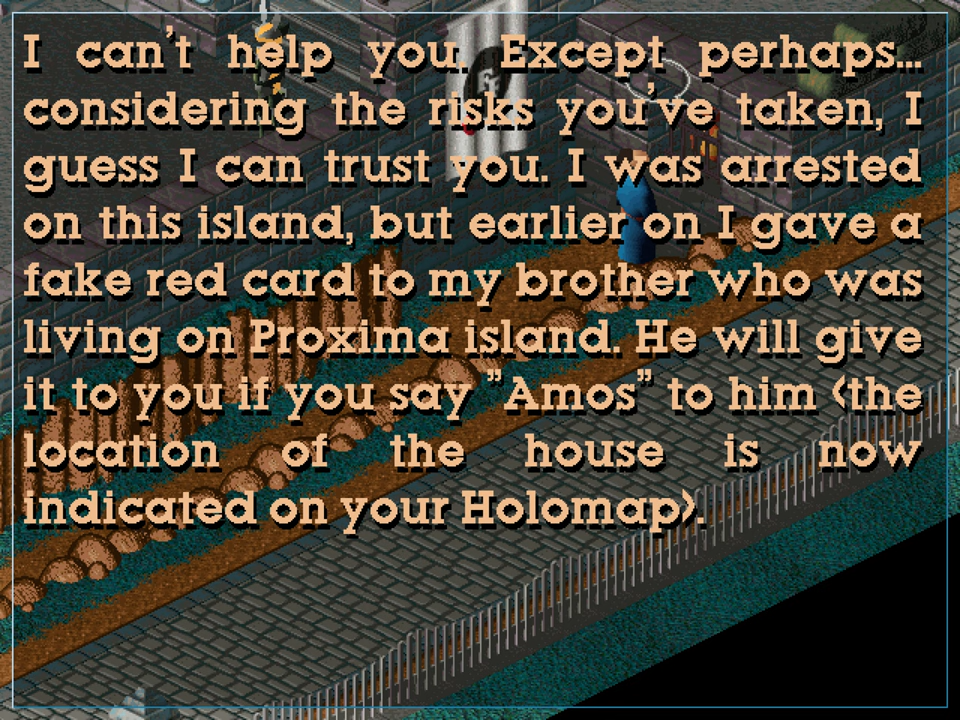 I can't help you. Except perhaps...
considering the risks you've taken, I
guess I can trust you. I was arrested
on this island, but earlier on I gave a
fake red card to my brother who was
living on Proxima island. He will give
it to you if you say "Amos" to him (the
location of the house is now
indicated on your Holomap).